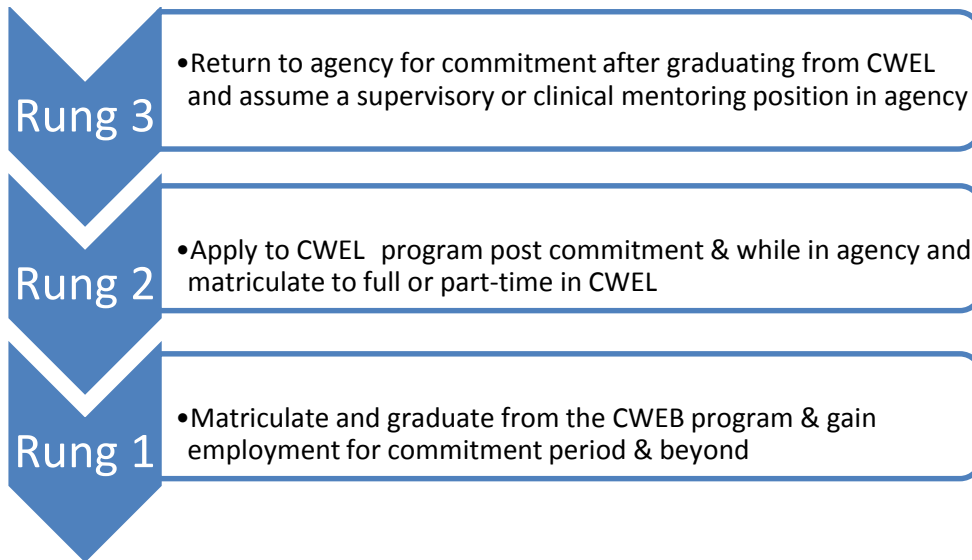 Rung 3
•Return to agency for commitment after graduating from CWEL
and assume a supervisory or clinical mentoring position in agency
Rung 2
•Apply to CWEL program post commitment & while in agency and
matriculate to full or part-time in CWEL
Rung 1
•Matriculate and graduate from the CWEB program & gain
employment for commitment period & beyond